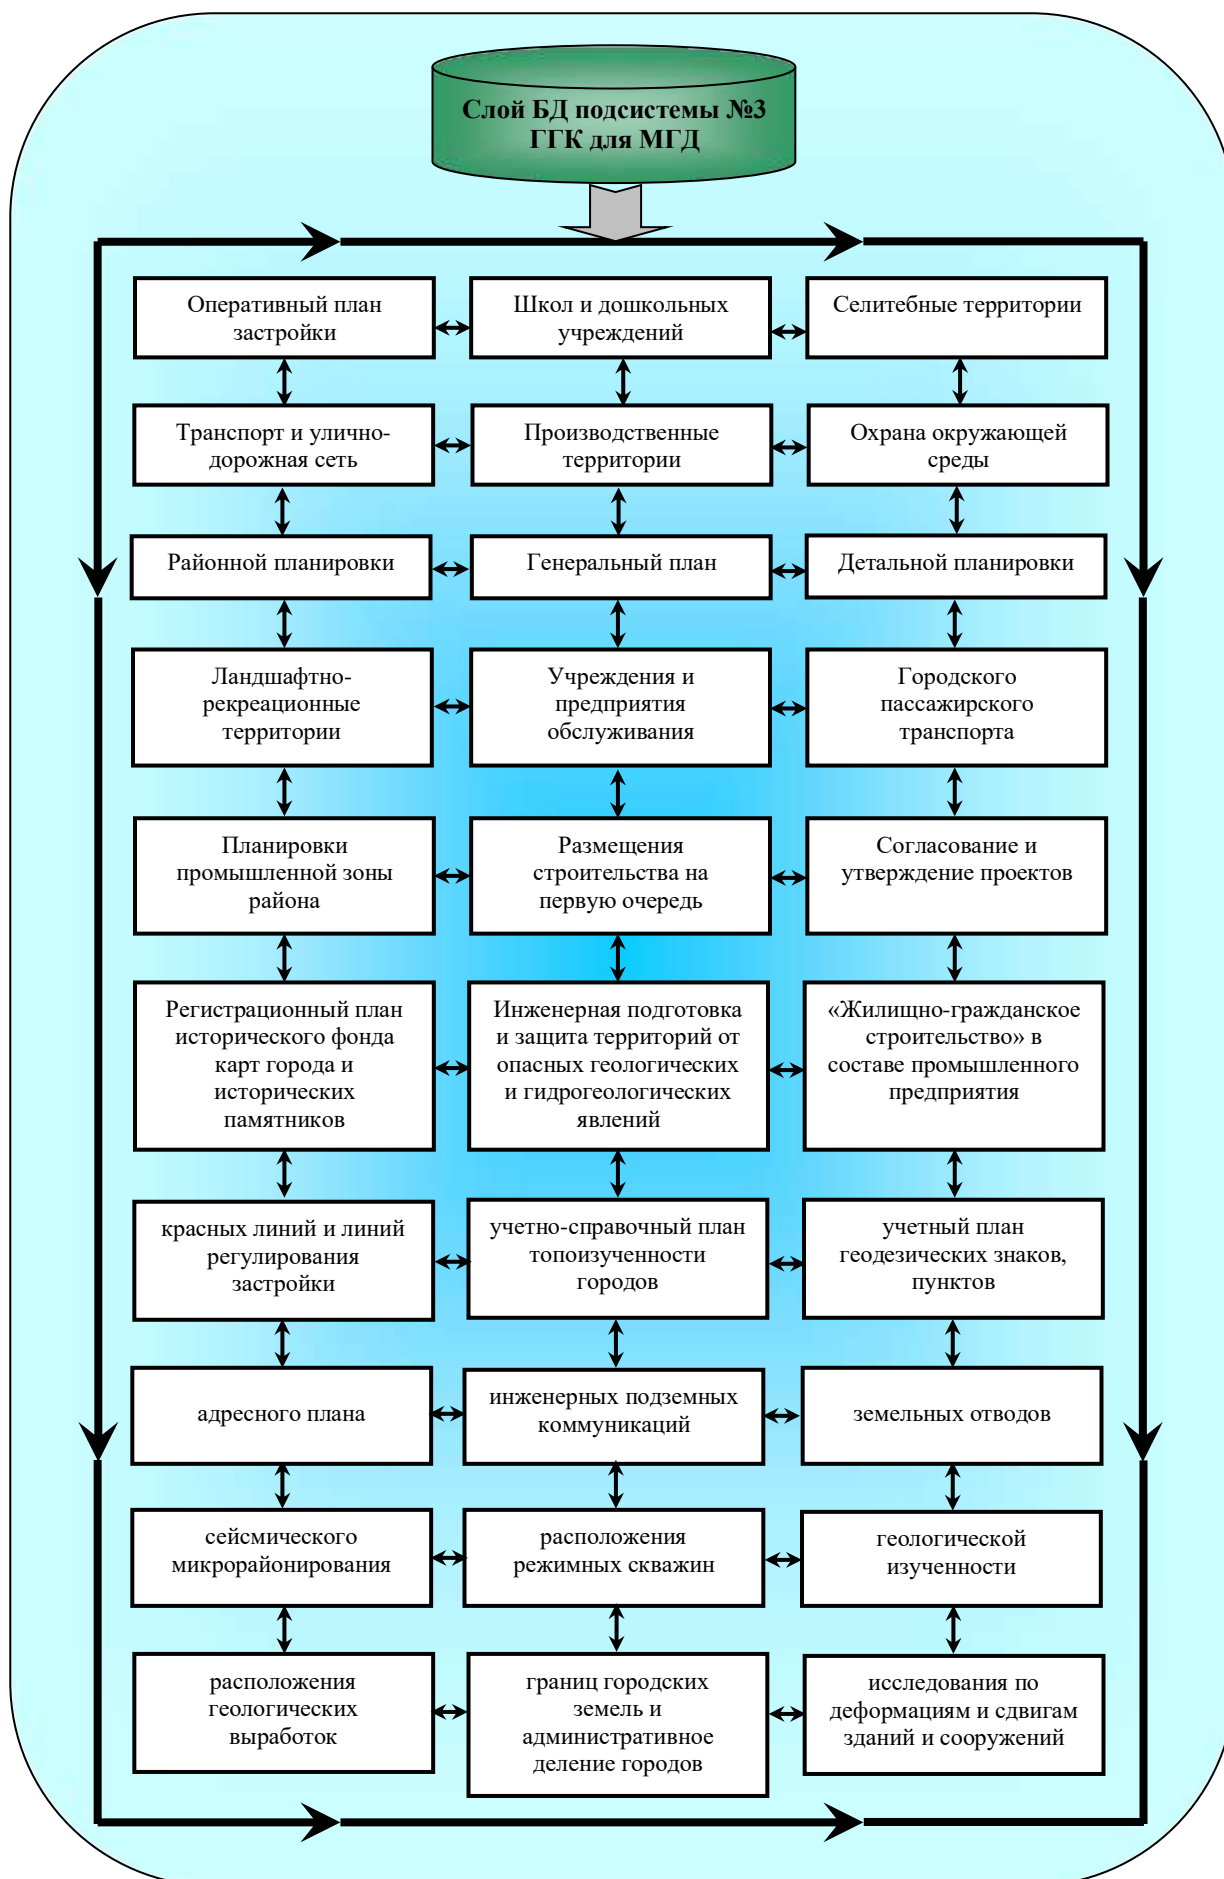 Слой БД подсистемы №3
ГГК для МГД
Оперативный план
застройки
Школ и дошкольных
учреждений
Селитебные территории
Транспорт и улично-
дорожная сеть
Производственные
территории
Охрана окружающей
среды
Районной планировки
Генеральный план
Детальной планировки
Ландшафтно-
рекреационные
территории
Учреждения и
предприятия
обслуживания
Городского
пассажирского
транспорта
Планировки
промышленной зоны
района
Размещения
строительства на
первую очередь
Согласование и
утверждение проектов
Регистрационный план
исторического фонда
карт города и
исторических
памятников
Инженерная подготовка
и защита территорий от
опасных геологических
и гидрогеологических
явлений
«Жилищно-гражданское
строительство» в
составе промышленного
предприятия
красных линий и линий
регулирования
застройки
учетно-справочный план
топоизученности
городов
учетный план
геодезических знаков,
пунктов
адресного плана
инженерных подземных
коммуникаций
земельных отводов
сейсмического
микрорайонирования
расположения
режимных скважин
геологической
изученности
расположения
геологических
выработок
границ городских
земель и
административное
деление городов
исследования по
деформациям и сдвигам
зданий и сооружений